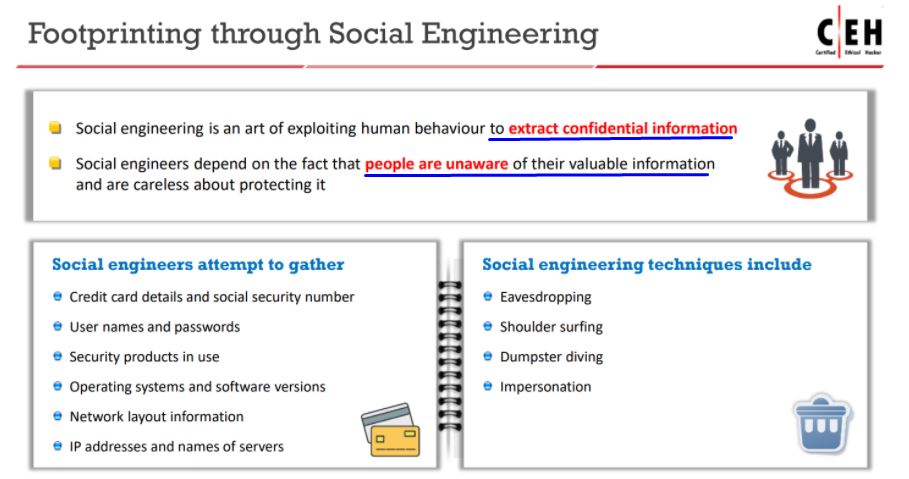 Footprinting through Social Engineering
C|EH
Certified Ethical Hacker
Social engineering is an art of exploiting human behaviour to extract confidential information
Social engineers depend on the fact that people are unaware of their valuable information
and are careless about protecting it
Social engineers attempt to gather
Credit card details and social security number
User names and passwords
Security products in use
Operating systems and software versions
Network layout information
IP addresses and names of servers
Social engineering techniques include
Eavesdropping
Shoulder surfing
Dumpster diving
Impersonation